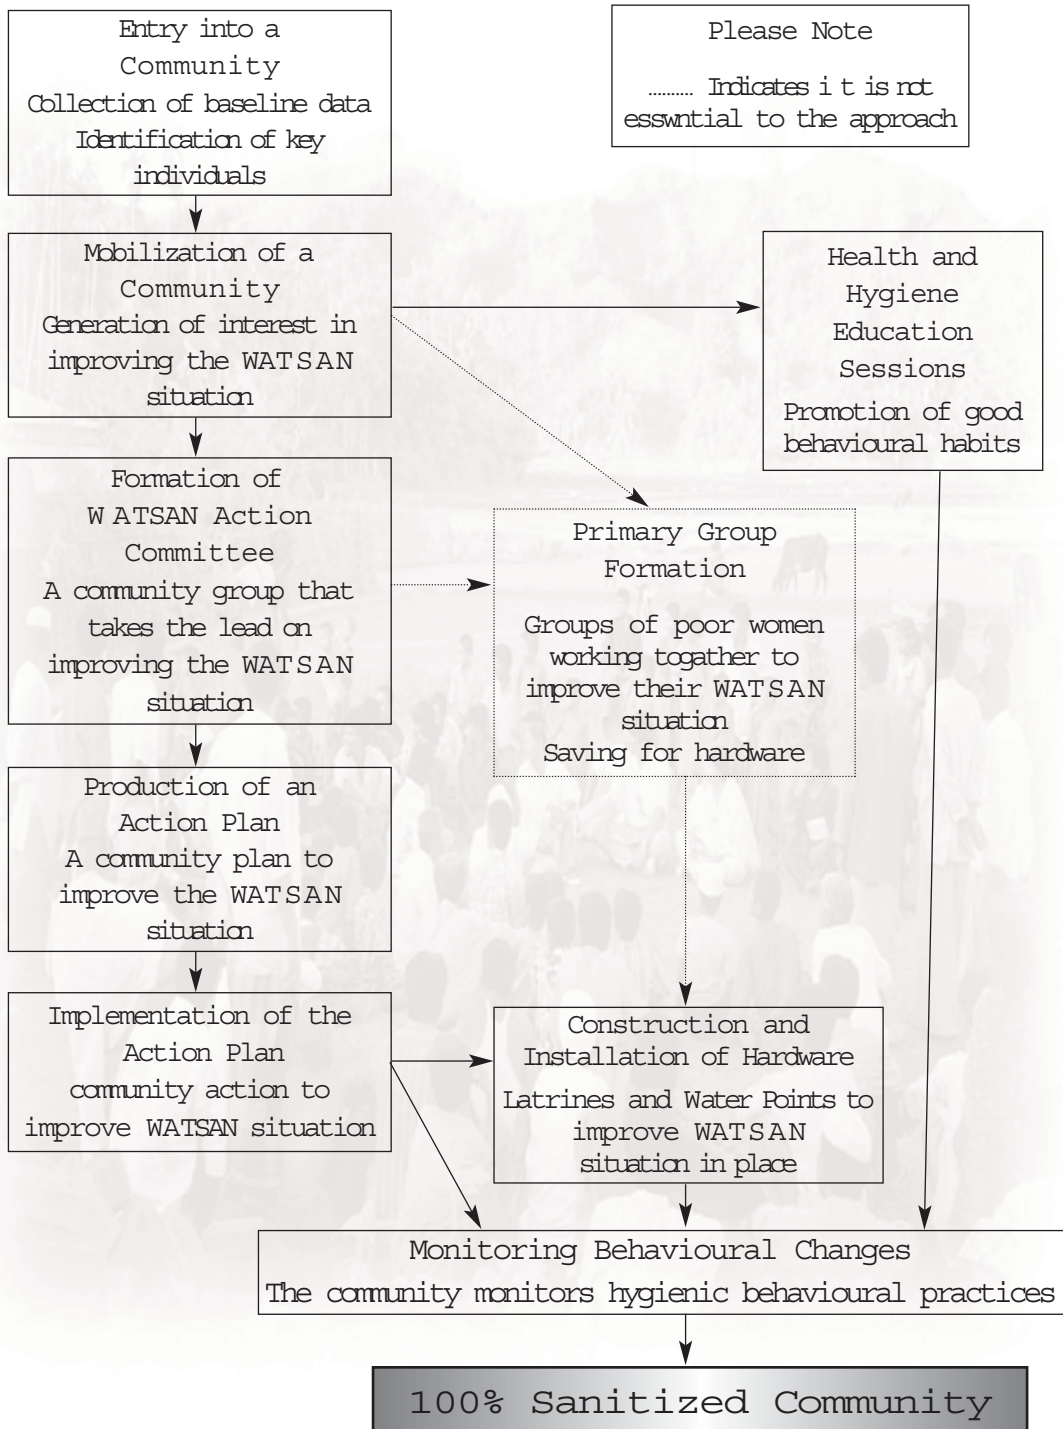 Entry into a
Community
Collection of baseline data
Identification of key
individuals
Please Note
.......... Indicates i t is not
esswntial to the approach
Mobilization of a
Community
Generation of interest in
improving the WATSAN
situation
Health and
Hygiene
Education
Sessions
Promotion of good
behavioural habits
Formation of
W ATSAN Action
Committee
A community group that
takes the lead on
improving the WATSAN
situation
Primary Group
Formation
Groups of poor women
working togather to
improve their WATSAN
situation
Saving for hardware
Production of an
Action Plan
A community plan to
improve the WATSAN
situation
Implementation of the
Action Plan
community action to
improve WATSAN situation
Construction and
Installation of Hardware
Latrines and Water Points to
improve WATSAN
situation in place
Monitoring Behavioural Changes
The community monitors hygienic behavioural practices
100% Sanitized Community